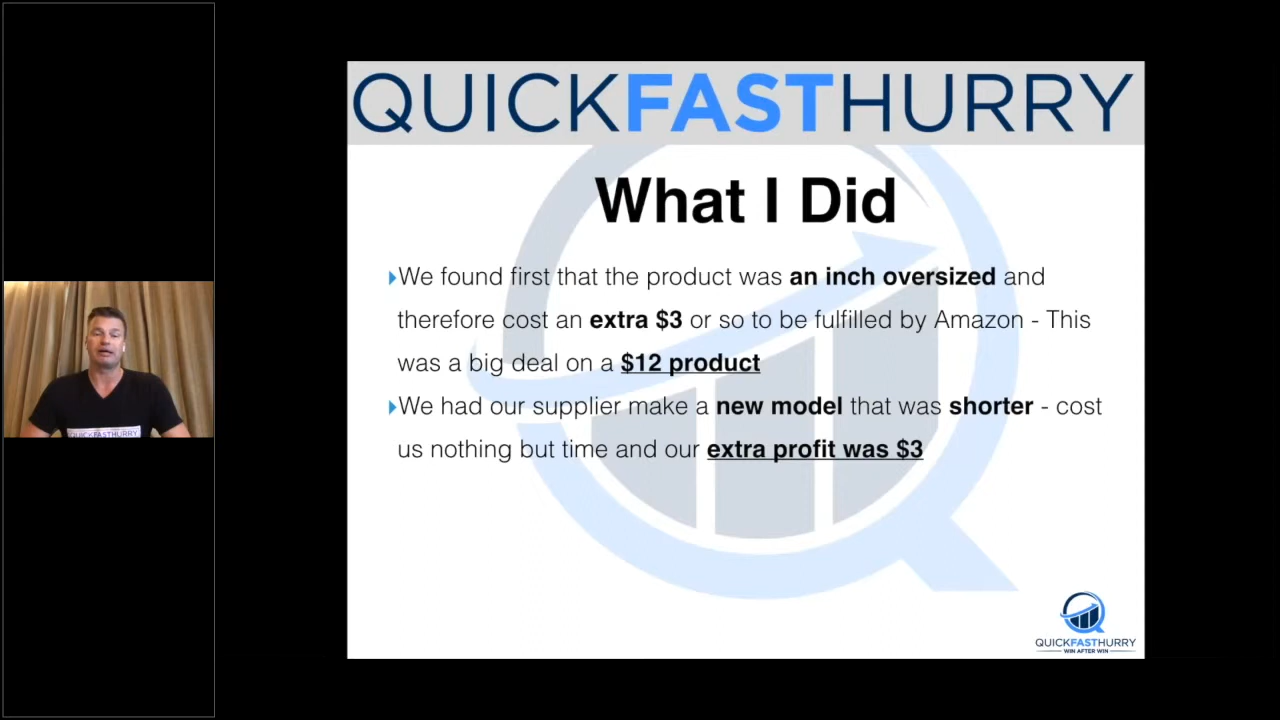 QUICKFASTHURRY
What I Did
We found first that the product was an inch oversized and
therefore cost an extra $3 or so to be fulfilled by Amazon - This
was a big deal on a $12 product
We had our supplier make a new model that was shorter - cost
us nothing but time and our extra profit was $3
QUICKFASTHURRY
QUICKFASTHURRY
WIN AFTER WIN